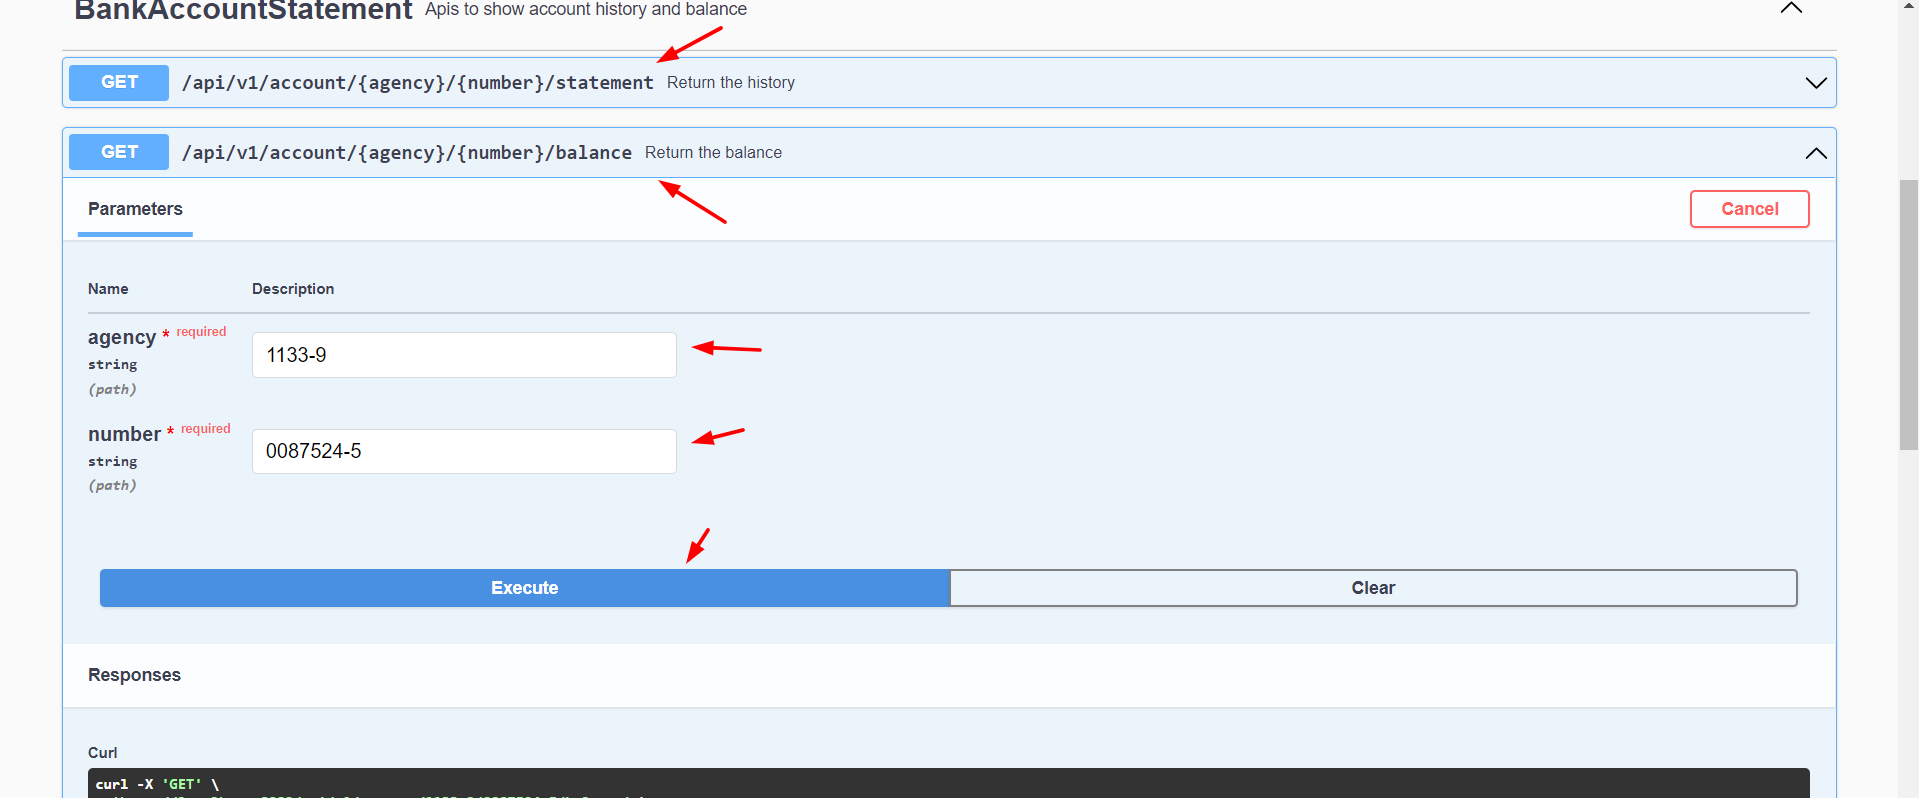 BankAccountStatement Apis to show account history and balance
GET /api/v1/account/{agency}/{number}/statement Return the history
GET /api/v1/account/{agency}/{number}/balance Return the balance
Parameters
Cancel
Name Description
agency * required
string
(path)
1133-9
number * required
string
(path)
0087524-5
Execute Clear
Responses
Curl
curl -X 'GET' \